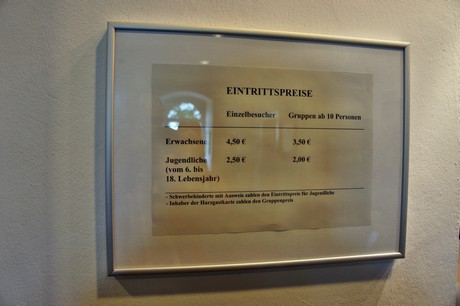 EINTRITTSPREISE
Einzelbesucher Gruppen ab 10 Personen
Erwachsene 4,50 € 3,50 €
Jugendliche 2,50 € 2,00 €
(vom 6. bis
18. Lebensjahr)
- Schwerbehinderte mit Ausweis zahlen den Eintrittspreis für Jugendliche
- Inhaber der Harzgastkarte zahlen den Gruppenpreis